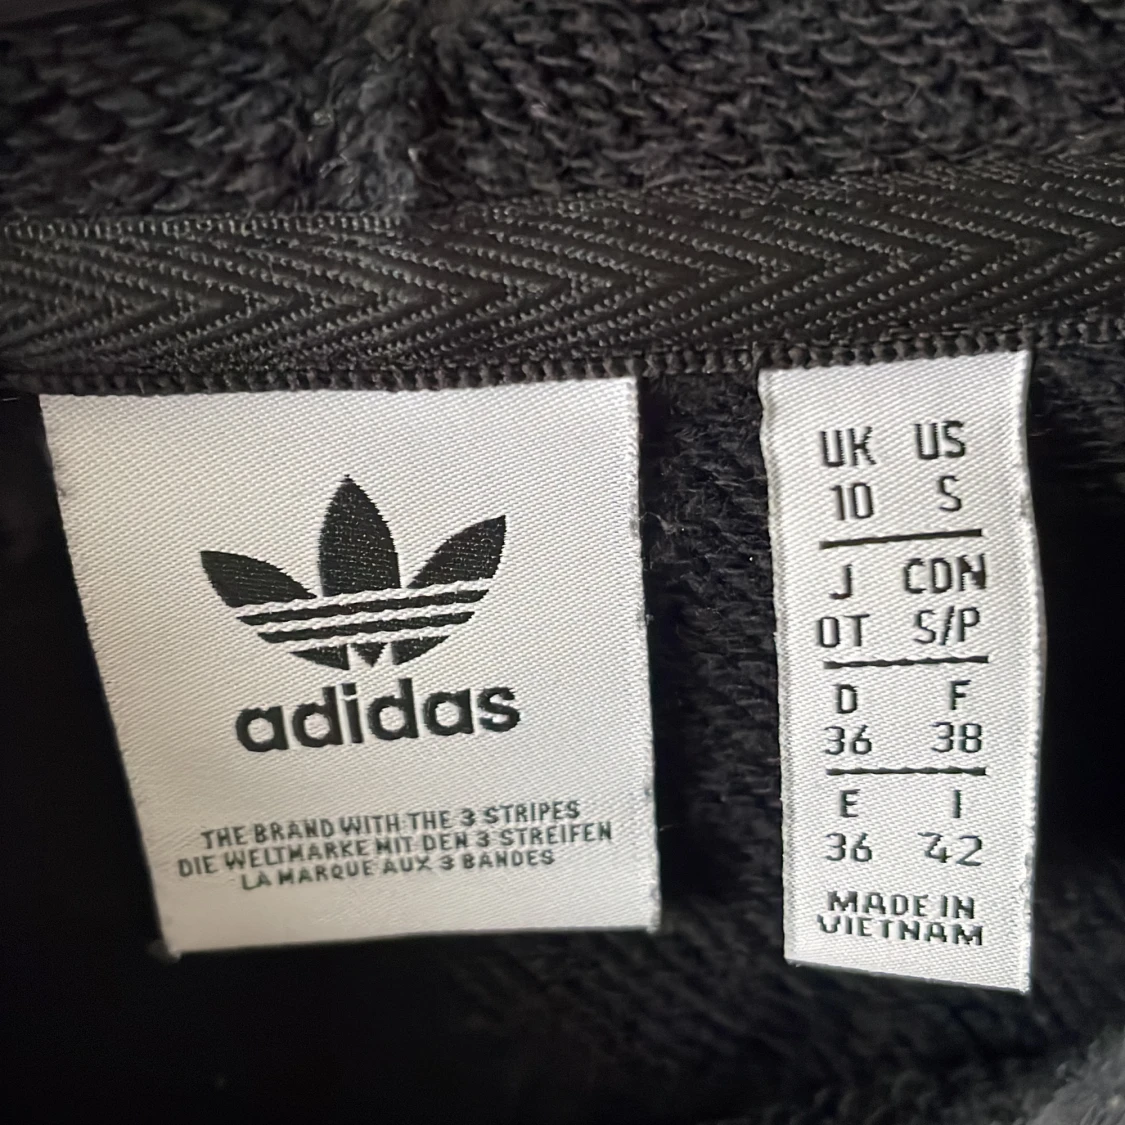 adidas
THE BRAND WITH THE 3 STRIPES
DIE WELTMARKE MIT DEN 3 STREIFEN
LA MARQUE AUX 3 BANDES
UK US
10 S
J CDN
OT S/P
D F
36 38
E I
36 42
MADE IN
VIETNAM